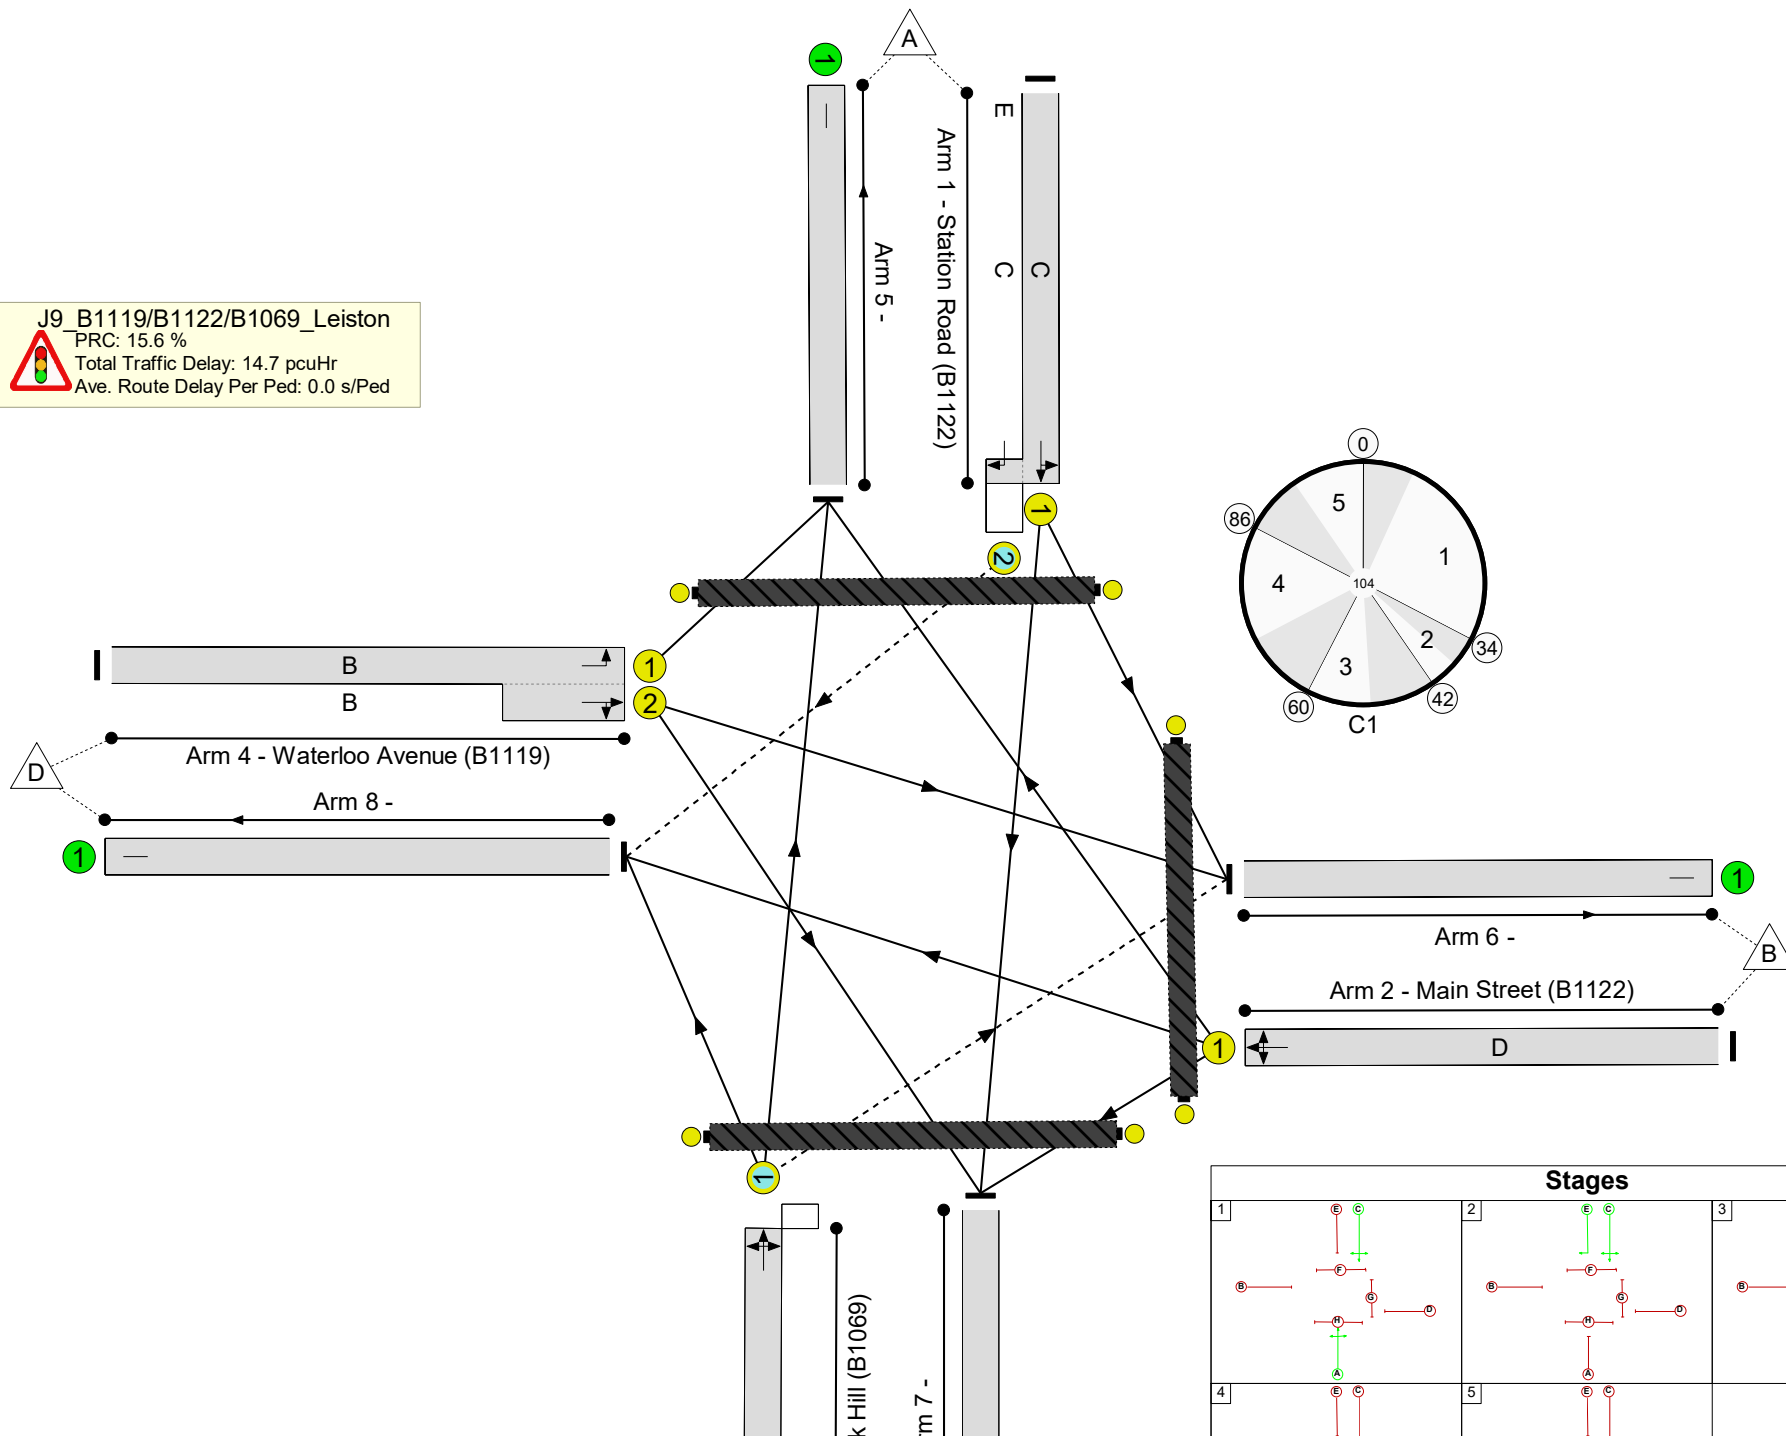 A
1
E
C
C
Arm 1 - Station Road (B1122)
Arm 5 -
J9_B1119/B1122/B1069_Leiston
PRC: 15.6 %
Total Traffic Delay: 14.7 pcuHr
Ave. Route Delay Per Ped: 0.0 s/Ped
1
2
0
5
86
1
4
104
2
34
3
42
60
C1
B
1
B
2
Arm 4 - Waterloo Avenue (B1119)
D
Arm 8 -
1
1
Arm 6 -
B
Arm 2 - Main Street (B1122)
1
D
1
k Hill (B1069)
m 7 -
Stages
1
E C
F
B
G
D
H
A
2
E C
F
B
G
D
H
A
3
B
4
E C
5
E C